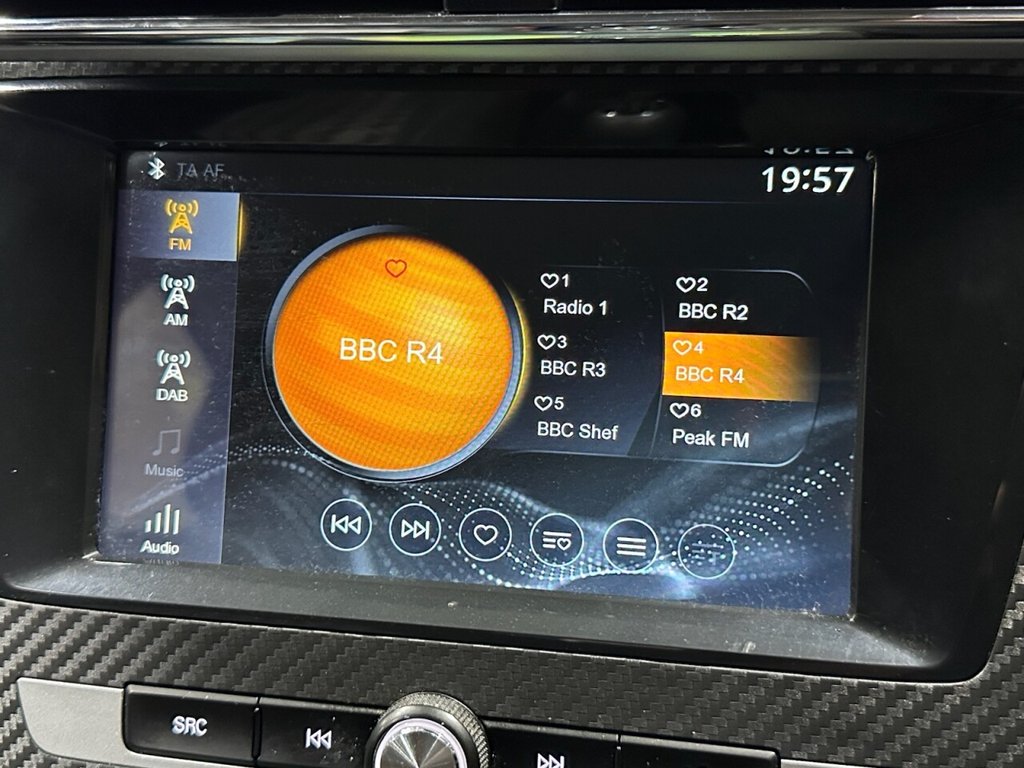 TA AF
19:57
FM
AM
DAB
Music
Audio
BBC R4
1
Radio 1
2
BBC R2
3
BBC R3
4
BBC R4
5
BBC Shef
6
Peak FM
SRC